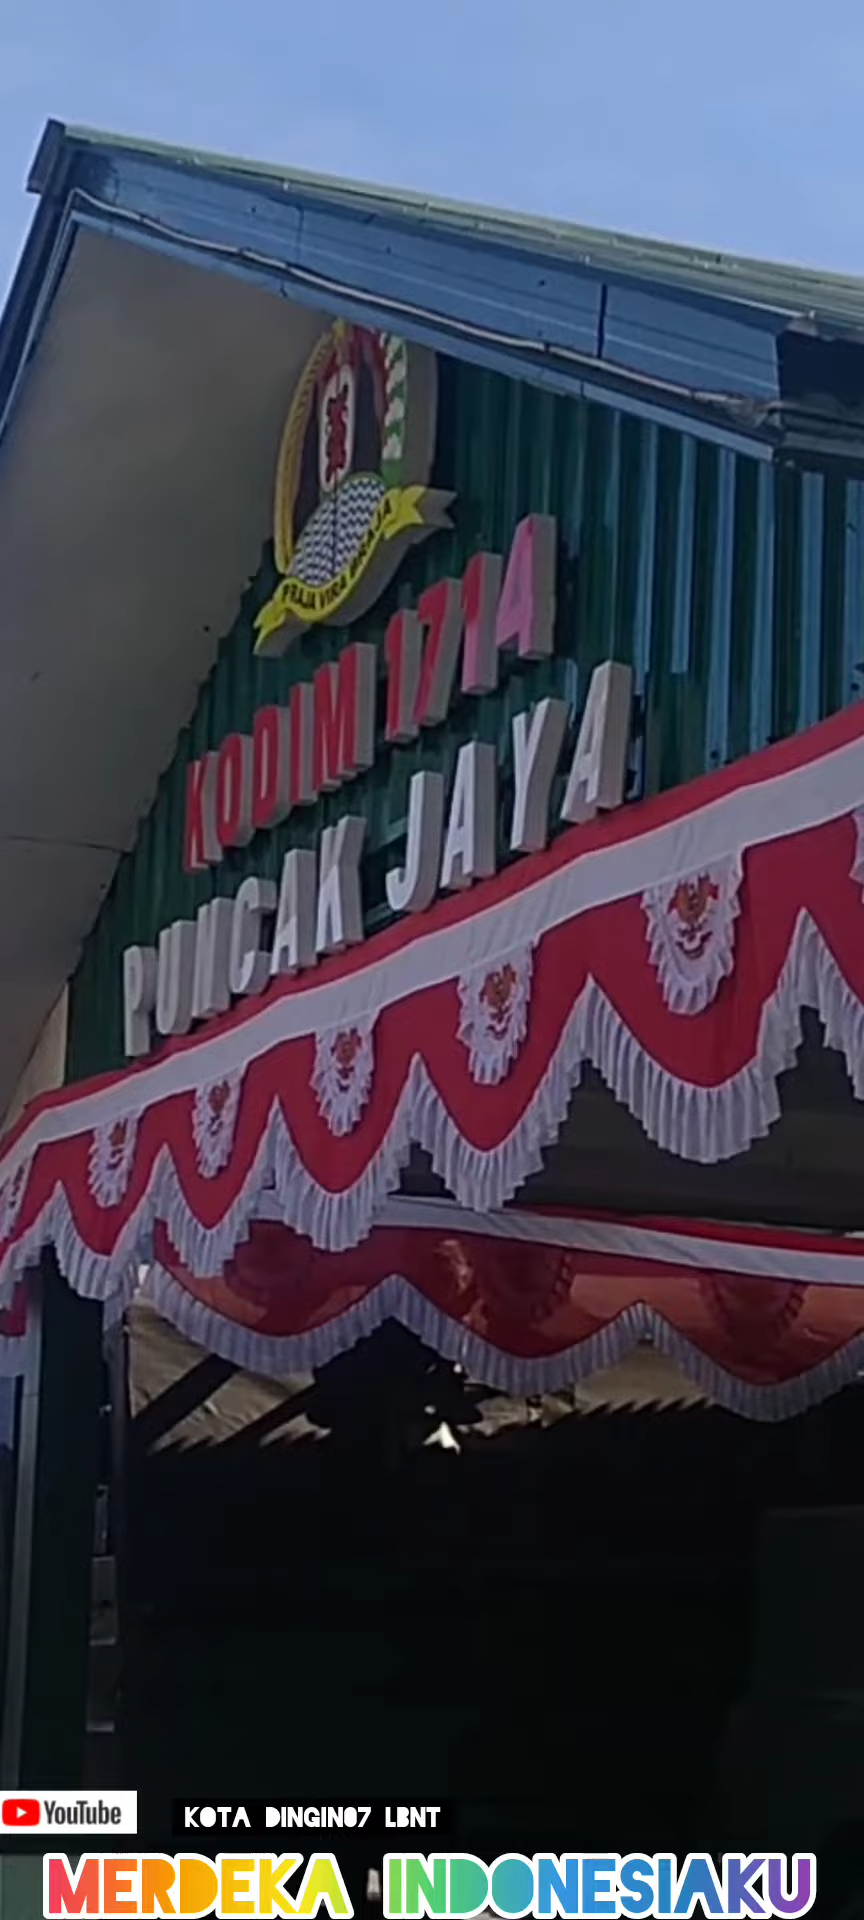 PRAJA VIRA BRAJA
KODIM 1714
PUNCAK JAYA
YouTube
KOTA DINGIN07 LBNT
MERDEKA INDONESIAKU